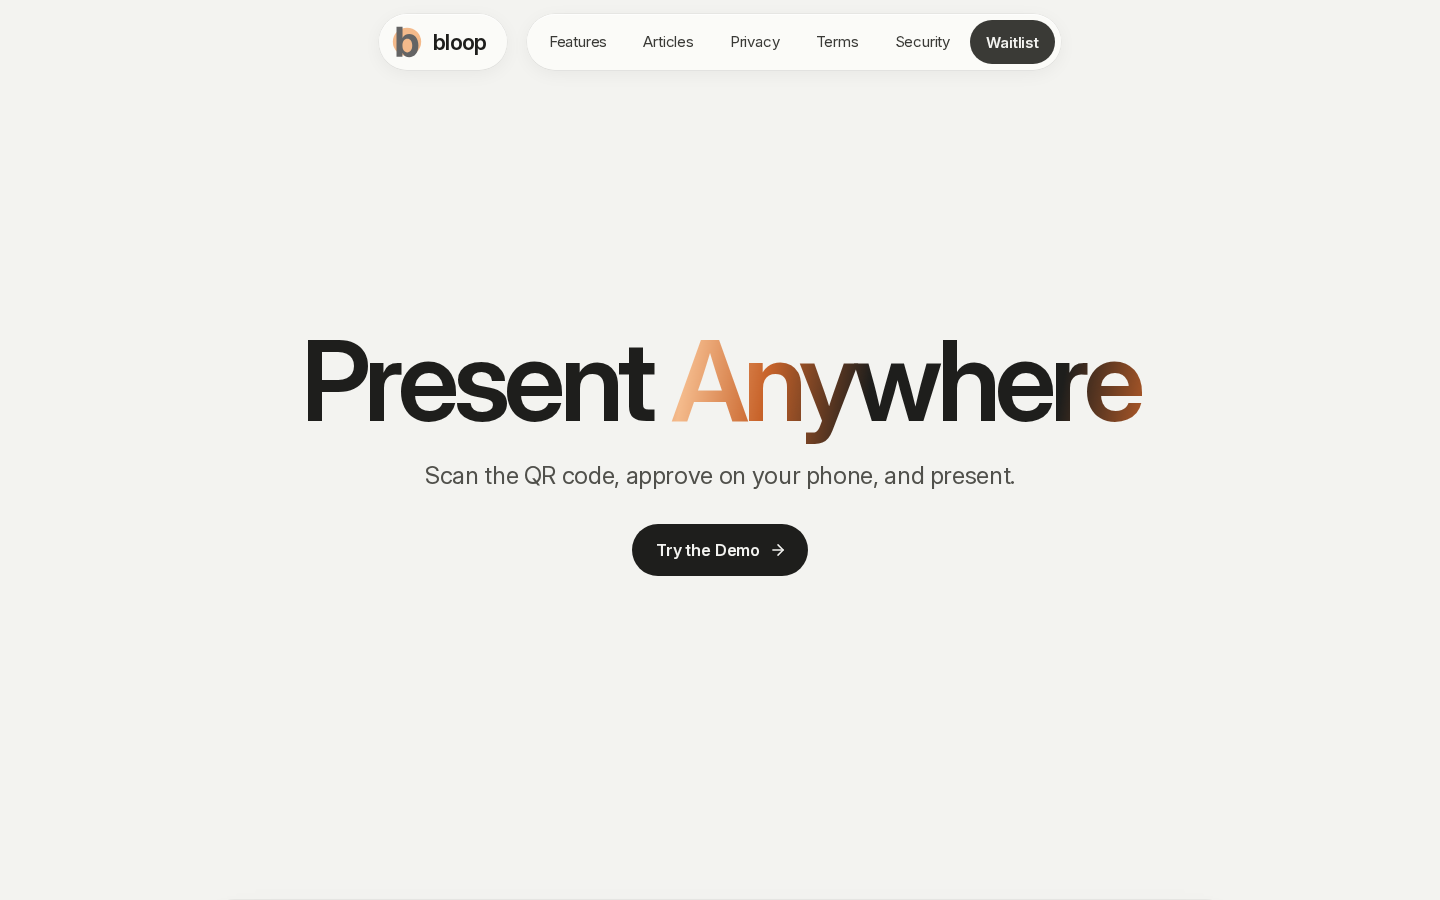 b bloop
Features Articles Privacy Terms Security Waitlist
Present Anywhere
Scan the QR code, approve on your phone, and present.
Try the Demo →